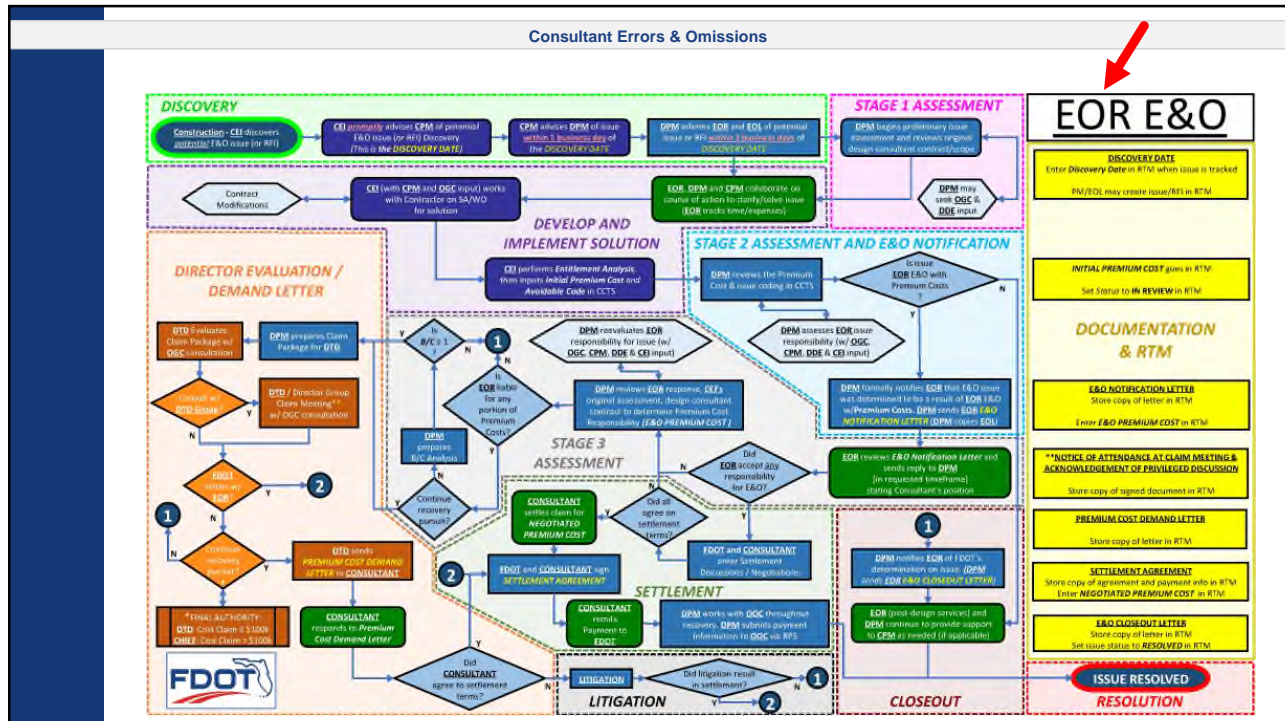 Consultant Errors & Omissions
DISCOVERY
Construction - CEI discovers
potential E&O issue (or RFI)
CEI promptly advises CPM of potential
E&O issue (or RFI) Discovery
(This is the DISCOVERY DATE)
CPM advises DPM of issue
within 1 business day of
the DISCOVERY DATE
DPM informs EOR and EOL of potential
issue or RFI within 2 business days of
DISCOVERY DATE
STAGE 1 ASSESSMENT
DPM begins preliminary issue
assessment and reviews original
design consultant contract/scope
DPM may
seek OGC &
DDE input
EOR E&O
DISCOVERY DATE
Enter Discovery Date in RTM when issue is tracked
PM/EOL may create issue/RFI in RTM
Contract
Modifications
CEI (with CPM and OGC input) works
with Contractor on SA/WO
for solution
EOR, DPM and CPM collaborate on
course of action to clarify/solve issue
(EOR tracks time/expenses)
DEVELOP AND
IMPLEMENT SOLUTION
CEI performs Entitlement Analysis,
then inputs Initial Premium Cost and
Avoidable Code in CCTS
STAGE 2 ASSESSMENT AND E&O NOTIFICATION
DPM reviews the Premium
Cost & issue coding in CCTS
Is issue
EOR E&O with
Premium Costs
?
N
Y
DPM assesses EOR issue
responsibility (w/ OGC,
CPM, DDE & CEI input)
DPM formally notifies EOR that E&O issue
was determined to be a result of EOR E&O
w/Premium Costs. DPM sends EOR E&O
NOTIFICATION LETTER (DPM copies EOL)
INITIAL PREMIUM COST goes in RTM
Set Status to IN REVIEW in RTM
DOCUMENTATION
& RTM
E&O NOTIFICATION LETTER
Store copy of letter in RTM
Enter E&O PREMIUM COST in RTM
**NOTICE OF ATTENDANCE AT CLAIM MEETING &
ACKNOWLEDGEMENT OF PRIVILEGED DISCUSSION
Store copy of signed document in RTM
PREMIUM COST DEMAND LETTER
Store copy of letter in RTM
SETTLEMENT AGREEMENT
Store copy of agreement and payment info in RTM
Enter NEGOTIATED PREMIUM COST in RTM
E&O CLOSEOUT LETTER
Store copy of letter in RTM
Set issue status to RESOLVED in RTM
DIRECTOR EVALUATION /
DEMAND LETTER
DTD Evaluates
Claim Package w/
OGC consultation
DPM prepares Claim
Package for DTD
Is
B/C ≥ 1
?
Y
N
1
N
Consult w/
DTD Group?
Y
N
DTD / Director Group
Claim Meeting**
w/ OGC consultation
DPM
prepares
B/C Analysis
Y
Is
EOR liable
for any
portion of
Premium
Costs?
Y
Continue
recovery
pursuit?
N
DPM reevaluates EOR
responsibility for issue (w/
OGC, CPM, DDE & CEI input)
DPM reviews EOR response, CEI's
original assessment, design consultant
contract to determine Premium Cost
Responsibility (E&O PREMIUM COST)
STAGE 3
ASSESSMENT
Did
EOR accept any
responsibility
for E&O?
N
Y
EOR reviews E&O Notification Letter and
sends reply to DPM
[in requested timeframe]
stating Consultant's position
FDOT
EOR?
Y
2
N
1
N
Continue
recovery
pursuit?
Y
DTD sends
PREMIUM COST DEMAND
LETTER to CONSULTANT
*FINAL AUTHORITY
DTD: Cost Claim ≤ $100k
CHIEF: Cost Claim > $100k
CONSULTANT
responds to Premium
Cost Demand Letter
FDOT
CONSULTANT
settles claim for
NEGOTIATED
PREMIUM COST
Y
Did all
agree on
settlement
terms?
N
FDOT and CONSULTANT
enter Settlement
Discussions / Negotiations
2
FDOT and CONSULTANT sign
SETTLEMENT AGREEMENT
SETTLEMENT
CONSULTANT
remits
Payment to
FDOT
DPM works with OOC throughout
recovery. DPM submits payment
information to OOC via RPS
1
DPM notifies EOR of FDOT's
determination on issue. (DPM
sends EOR E&O CLOSEOUT LETTER)
EOR (post-design services) and
DPM continue to provide support
to CPM as needed (if applicable)
CLOSEOUT
Did
CONSULTANT
agree to settlement
terms?
Y
N
LITIGATION
LITIGATION
Did litigation result
in settlement?
N
1
Y
2
ISSUE RESOLVED
RESOLUTION